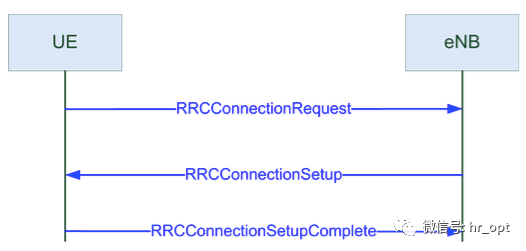 UE
eNB
RRCConnectionRequest
RRCConnectionSetup
RRCConnectionSetupComplete
微信号: hr_opt